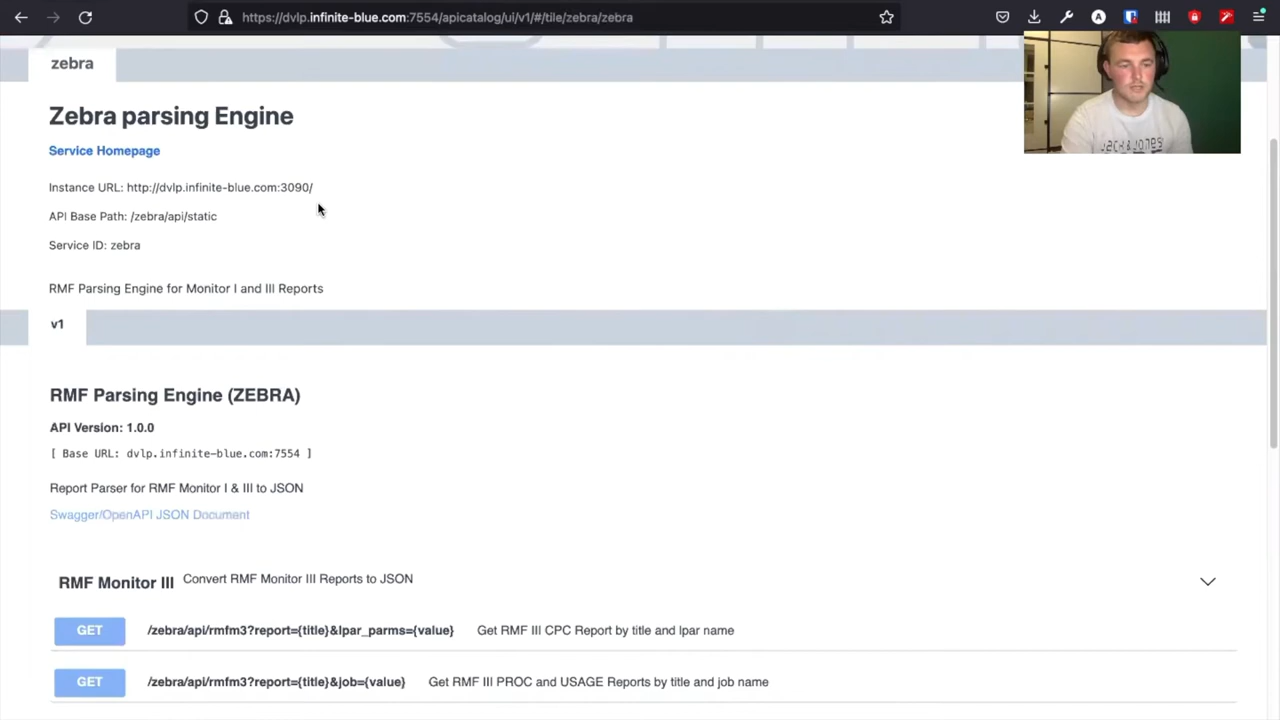 https://dvlp.infinite-blue.com:7554/apicatalog/ui/v1/#/tile/zebra/zebra
zebra
Zebra parsing Engine
Service Homepage
Instance URL: http://dvlp.infinite-blue.com:3090/
API Base Path: /zebra/api/static
Service ID: zebra
RMF Parsing Engine for Monitor I and III Reports
v1
RMF Parsing Engine (ZEBRA)
API Version: 1.0.0
[ Base URL: dvlp.infinite-blue.com:7554 ]
Report Parser for RMF Monitor I & III to JSON
Swagger/OpenAPI JSON Document
RMF Monitor III Convert RMF Monitor III Reports to JSON
GET /zebra/api/rmfm3?report={title}&lpar_parms={value} Get RMF III CPC Report by title and lpar name
GET /zebra/api/rmfm3?report={title}&job={value} Get RMF III PROC and USAGE Reports by title and job name
JACK & JONES